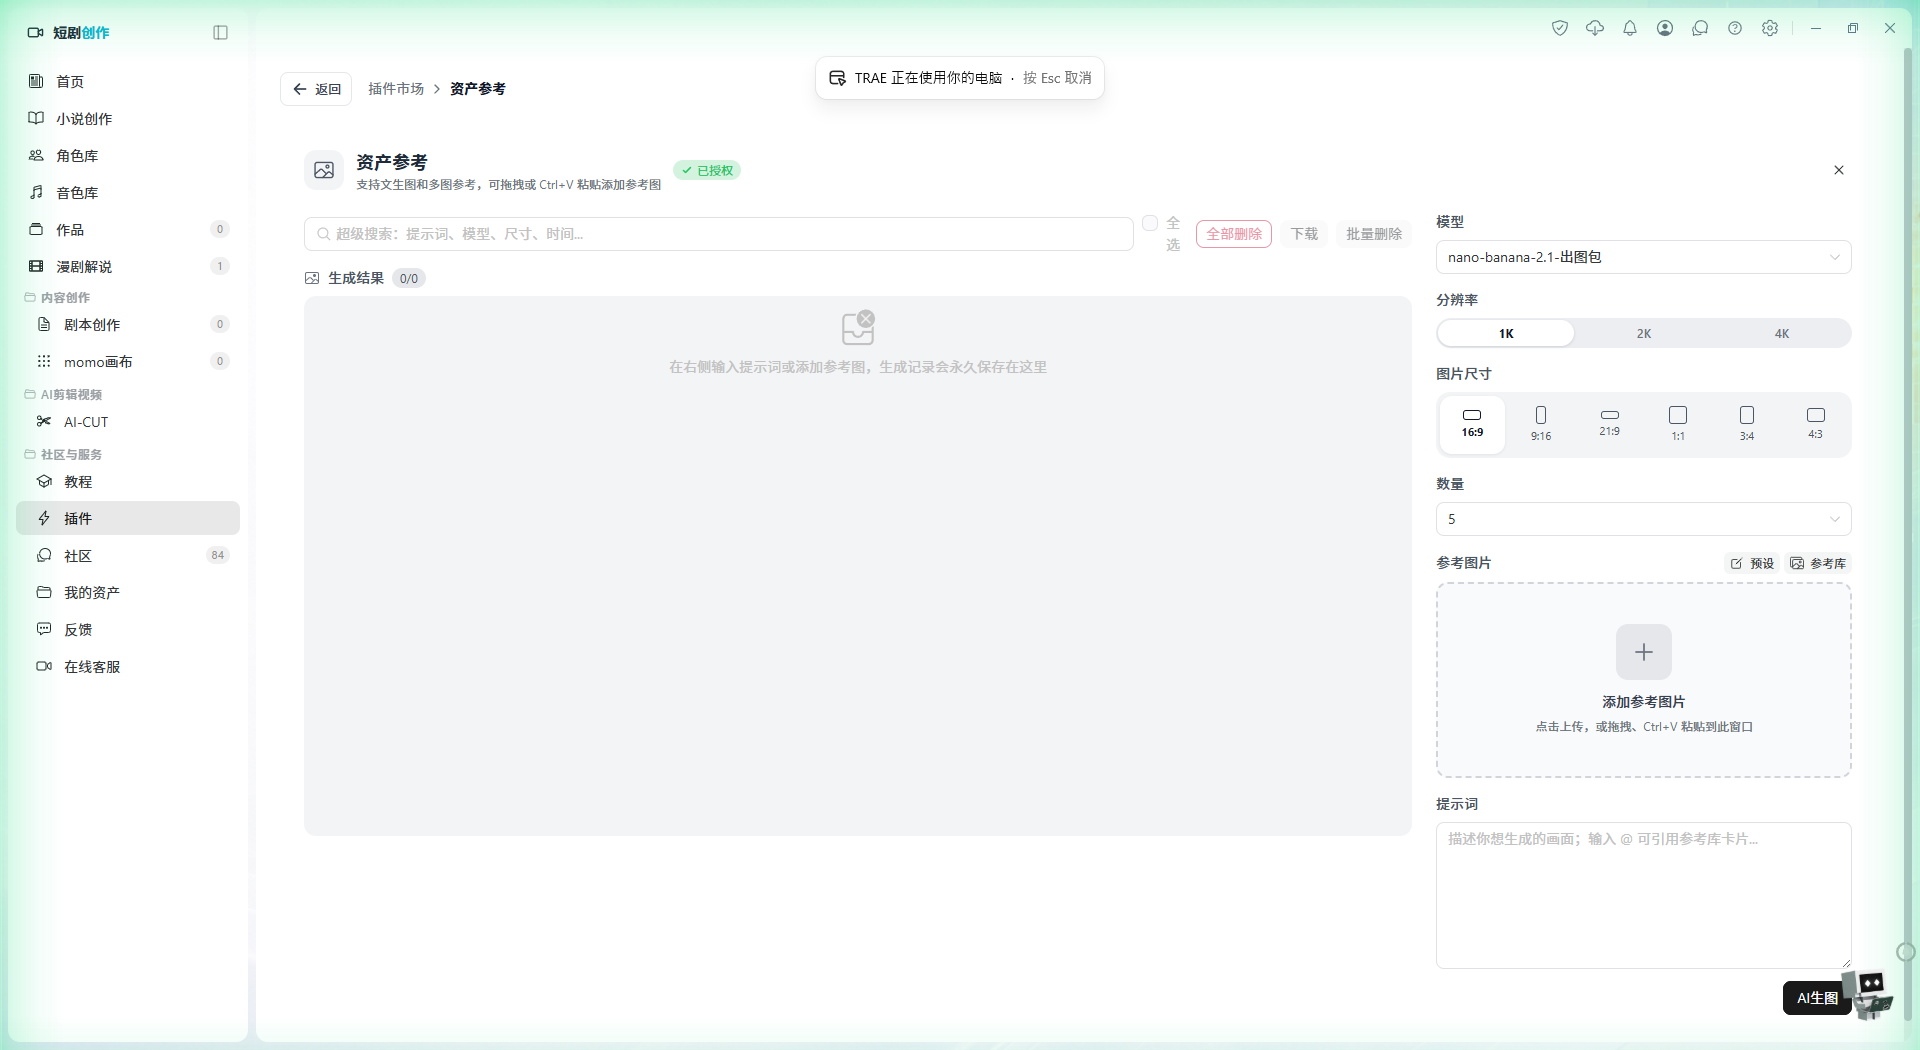 短剧创作
首页
小说创作
角色库
音色库
作品 0
漫剧解说 1
内容创作
剧本创作 0
momo画布 0
AI剪辑视频
AI-CUT
社区与服务
教程
插件
社区 84
我的资产
反馈
在线客服
返回 插件市场 > 资产参考
TRAE 正在使用你的电脑 · 按 Esc 取消
资产参考
已授权
支持文生图和多图参考，可拖拽或 Ctrl+V 粘贴添加参考图
超级搜索：提示词、模型、尺寸、时间...
全选
全部删除 下载 批量删除
生成结果 0/0
在右侧输入提示词或添加参考图，生成记录会永久保存在这里
模型
nano-banana-2.1-出图包
分辨率
1K 2K 4K
图片尺寸
16:9 9:16 21:9 1:1 3:4 4:3
数量
5
参考图片 预设 参考库
添加参考图片
点击上传，或拖拽、Ctrl+V 粘贴到此窗口
提示词
描述你想生成的画面；输入 @ 可引用参考库卡片...
AI生图